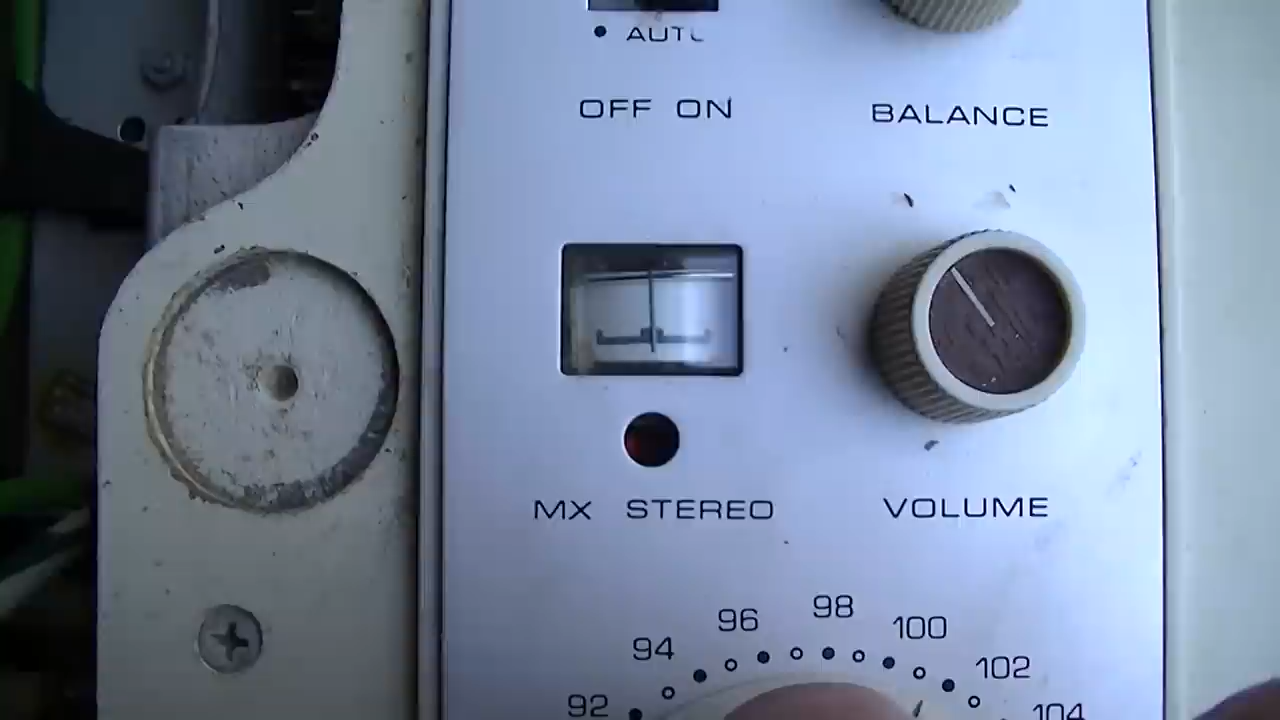 AUTO
OFF ON
BALANCE
MX STEREO
VOLUME
92 94 96 98 100 102 104